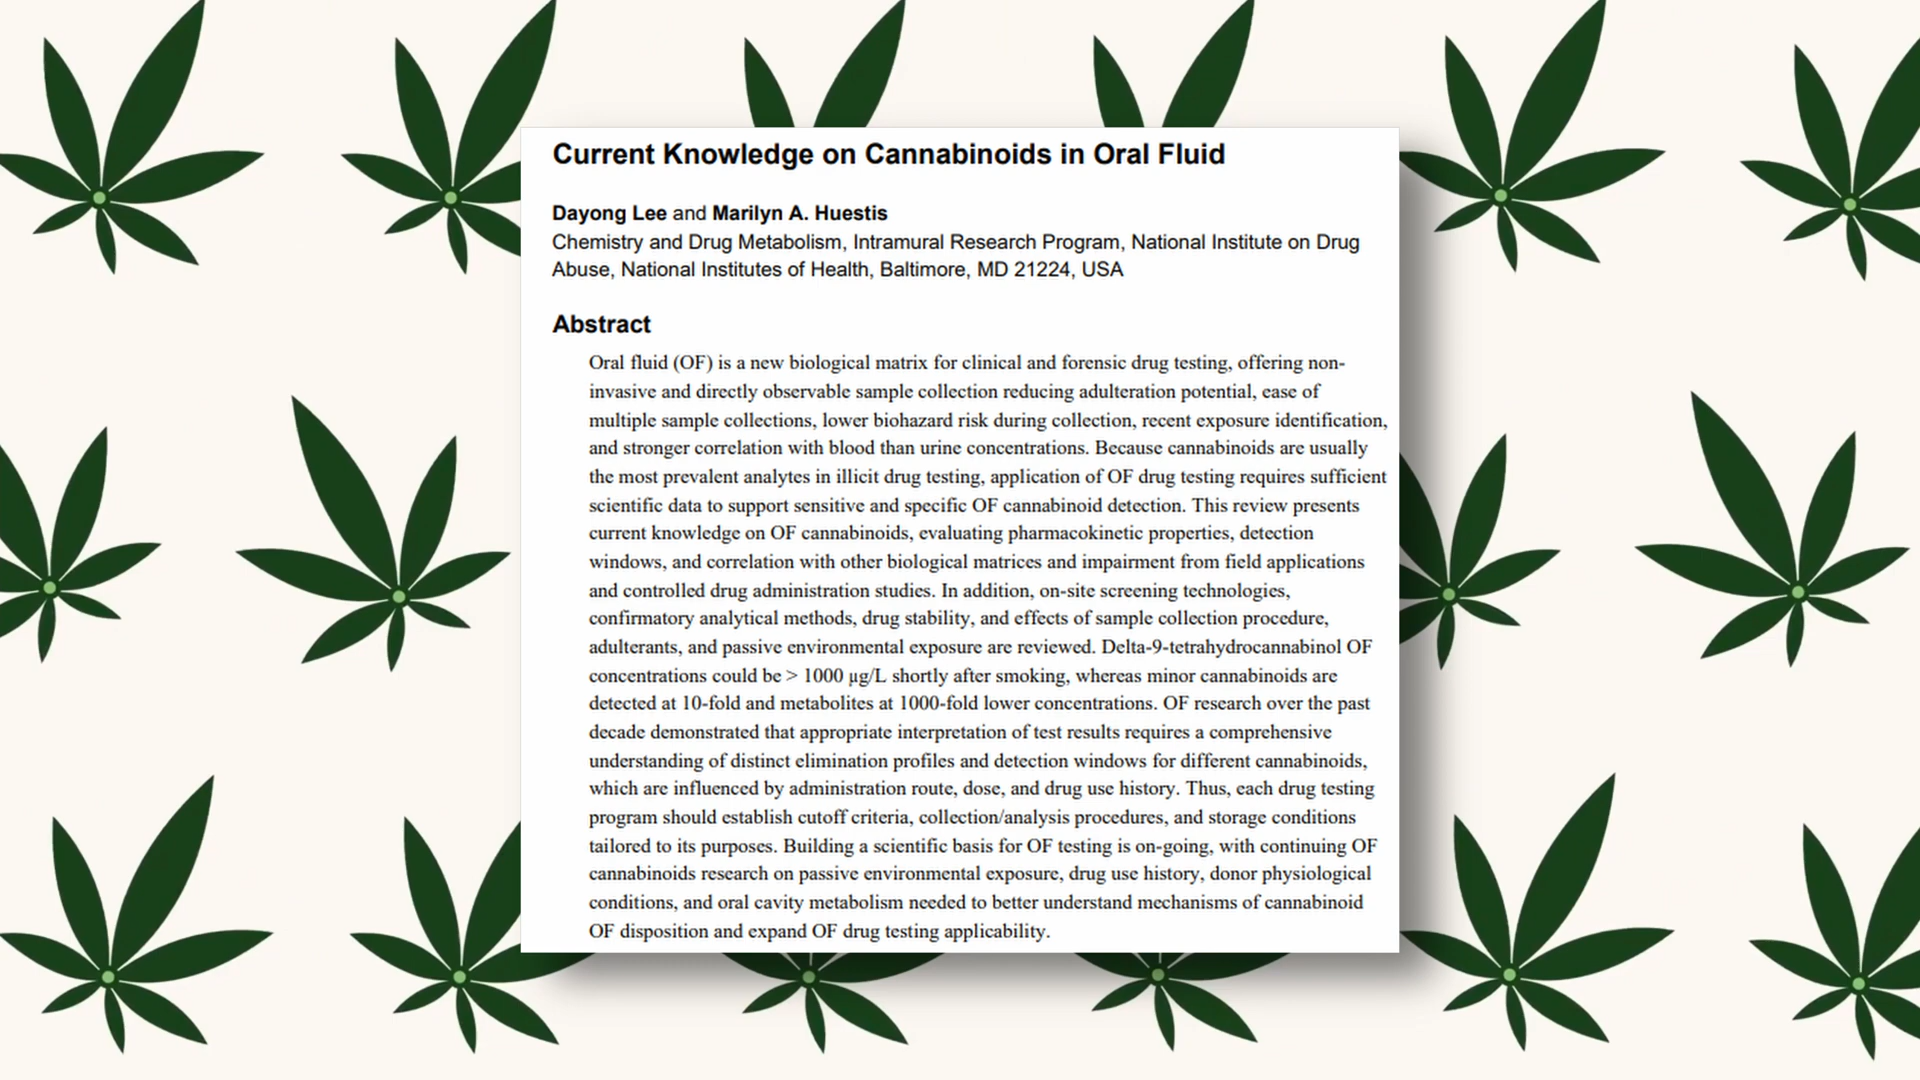 Current Knowledge on Cannabinoids in Oral Fluid
Dayong Lee and Marilyn A. Huestis
Chemistry and Drug Metabolism, Intramural Research Program, National Institute on Drug
Abuse, National Institutes of Health, Baltimore, MD 21224, USA
Abstract
Oral fluid (OF) is a new biological matrix for clinical and forensic drug testing, offering non-
invasive and directly observable sample collection reducing adulteration potential, ease of
multiple sample collections, lower biohazard risk during collection, recent exposure identification,
and stronger correlation with blood than urine concentrations. Because cannabinoids are usually
the most prevalent analytes in illicit drug testing, application of OF drug testing requires sufficient
scientific data to support sensitive and specific OF cannabinoid detection. This review presents
current knowledge on OF cannabinoids, evaluating pharmacokinetic properties, detection
windows, and correlation with other biological matrices and impairment from field applications
and controlled drug administration studies. In addition, on-site screening technologies,
confirmatory analytical methods, drug stability, and effects of sample collection procedure,
adulterants, and passive environmental exposure are reviewed. Delta-9-tetrahydrocannabinol OF
concentrations could be > 1000 μg/L shortly after smoking, whereas minor cannabinoids are
detected at 10-fold and metabolites at 1000-fold lower concentrations. OF research over the past
decade demonstrated that appropriate interpretation of test results requires a comprehensive
understanding of distinct elimination profiles and detection windows for different cannabinoids,
which are influenced by administration route, dose, and drug use history. Thus, each drug testing
program should establish cutoff criteria, collection/analysis procedures, and storage conditions
tailored to its purposes. Building a scientific basis for OF testing is on-going, with continuing OF
cannabinoids research on passive environmental exposure, drug use history, donor physiological
conditions, and oral cavity metabolism needed to better understand mechanisms of cannabinoid
OF disposition and expand OF drug testing applicability.